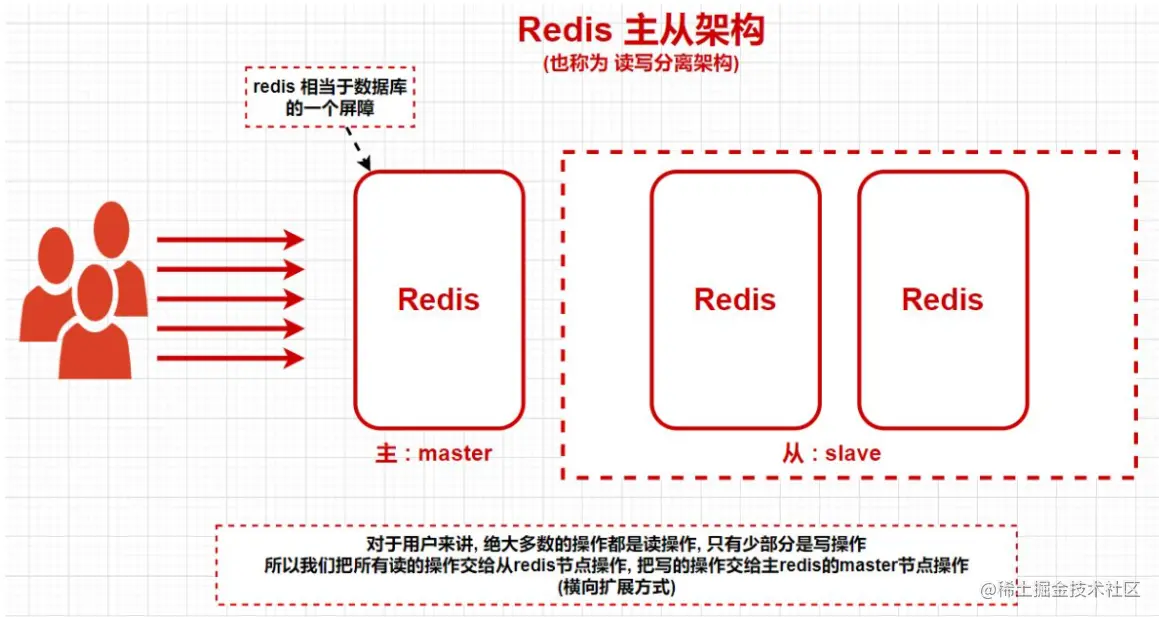 Redis 主从架构
(也称为 读写分离架构)
redis 相当于数据库
的一个屏障
Redis
Redis
Redis
主 : master
从 : slave
对于用户来讲, 绝大多数的操作都是读操作, 只有少部分是写操作
所以我们把所有读的操作交给从redis节点操作, 把写的操作交给主redis的master节点操作
(横向扩展方式)
@稀土掘金技术社区